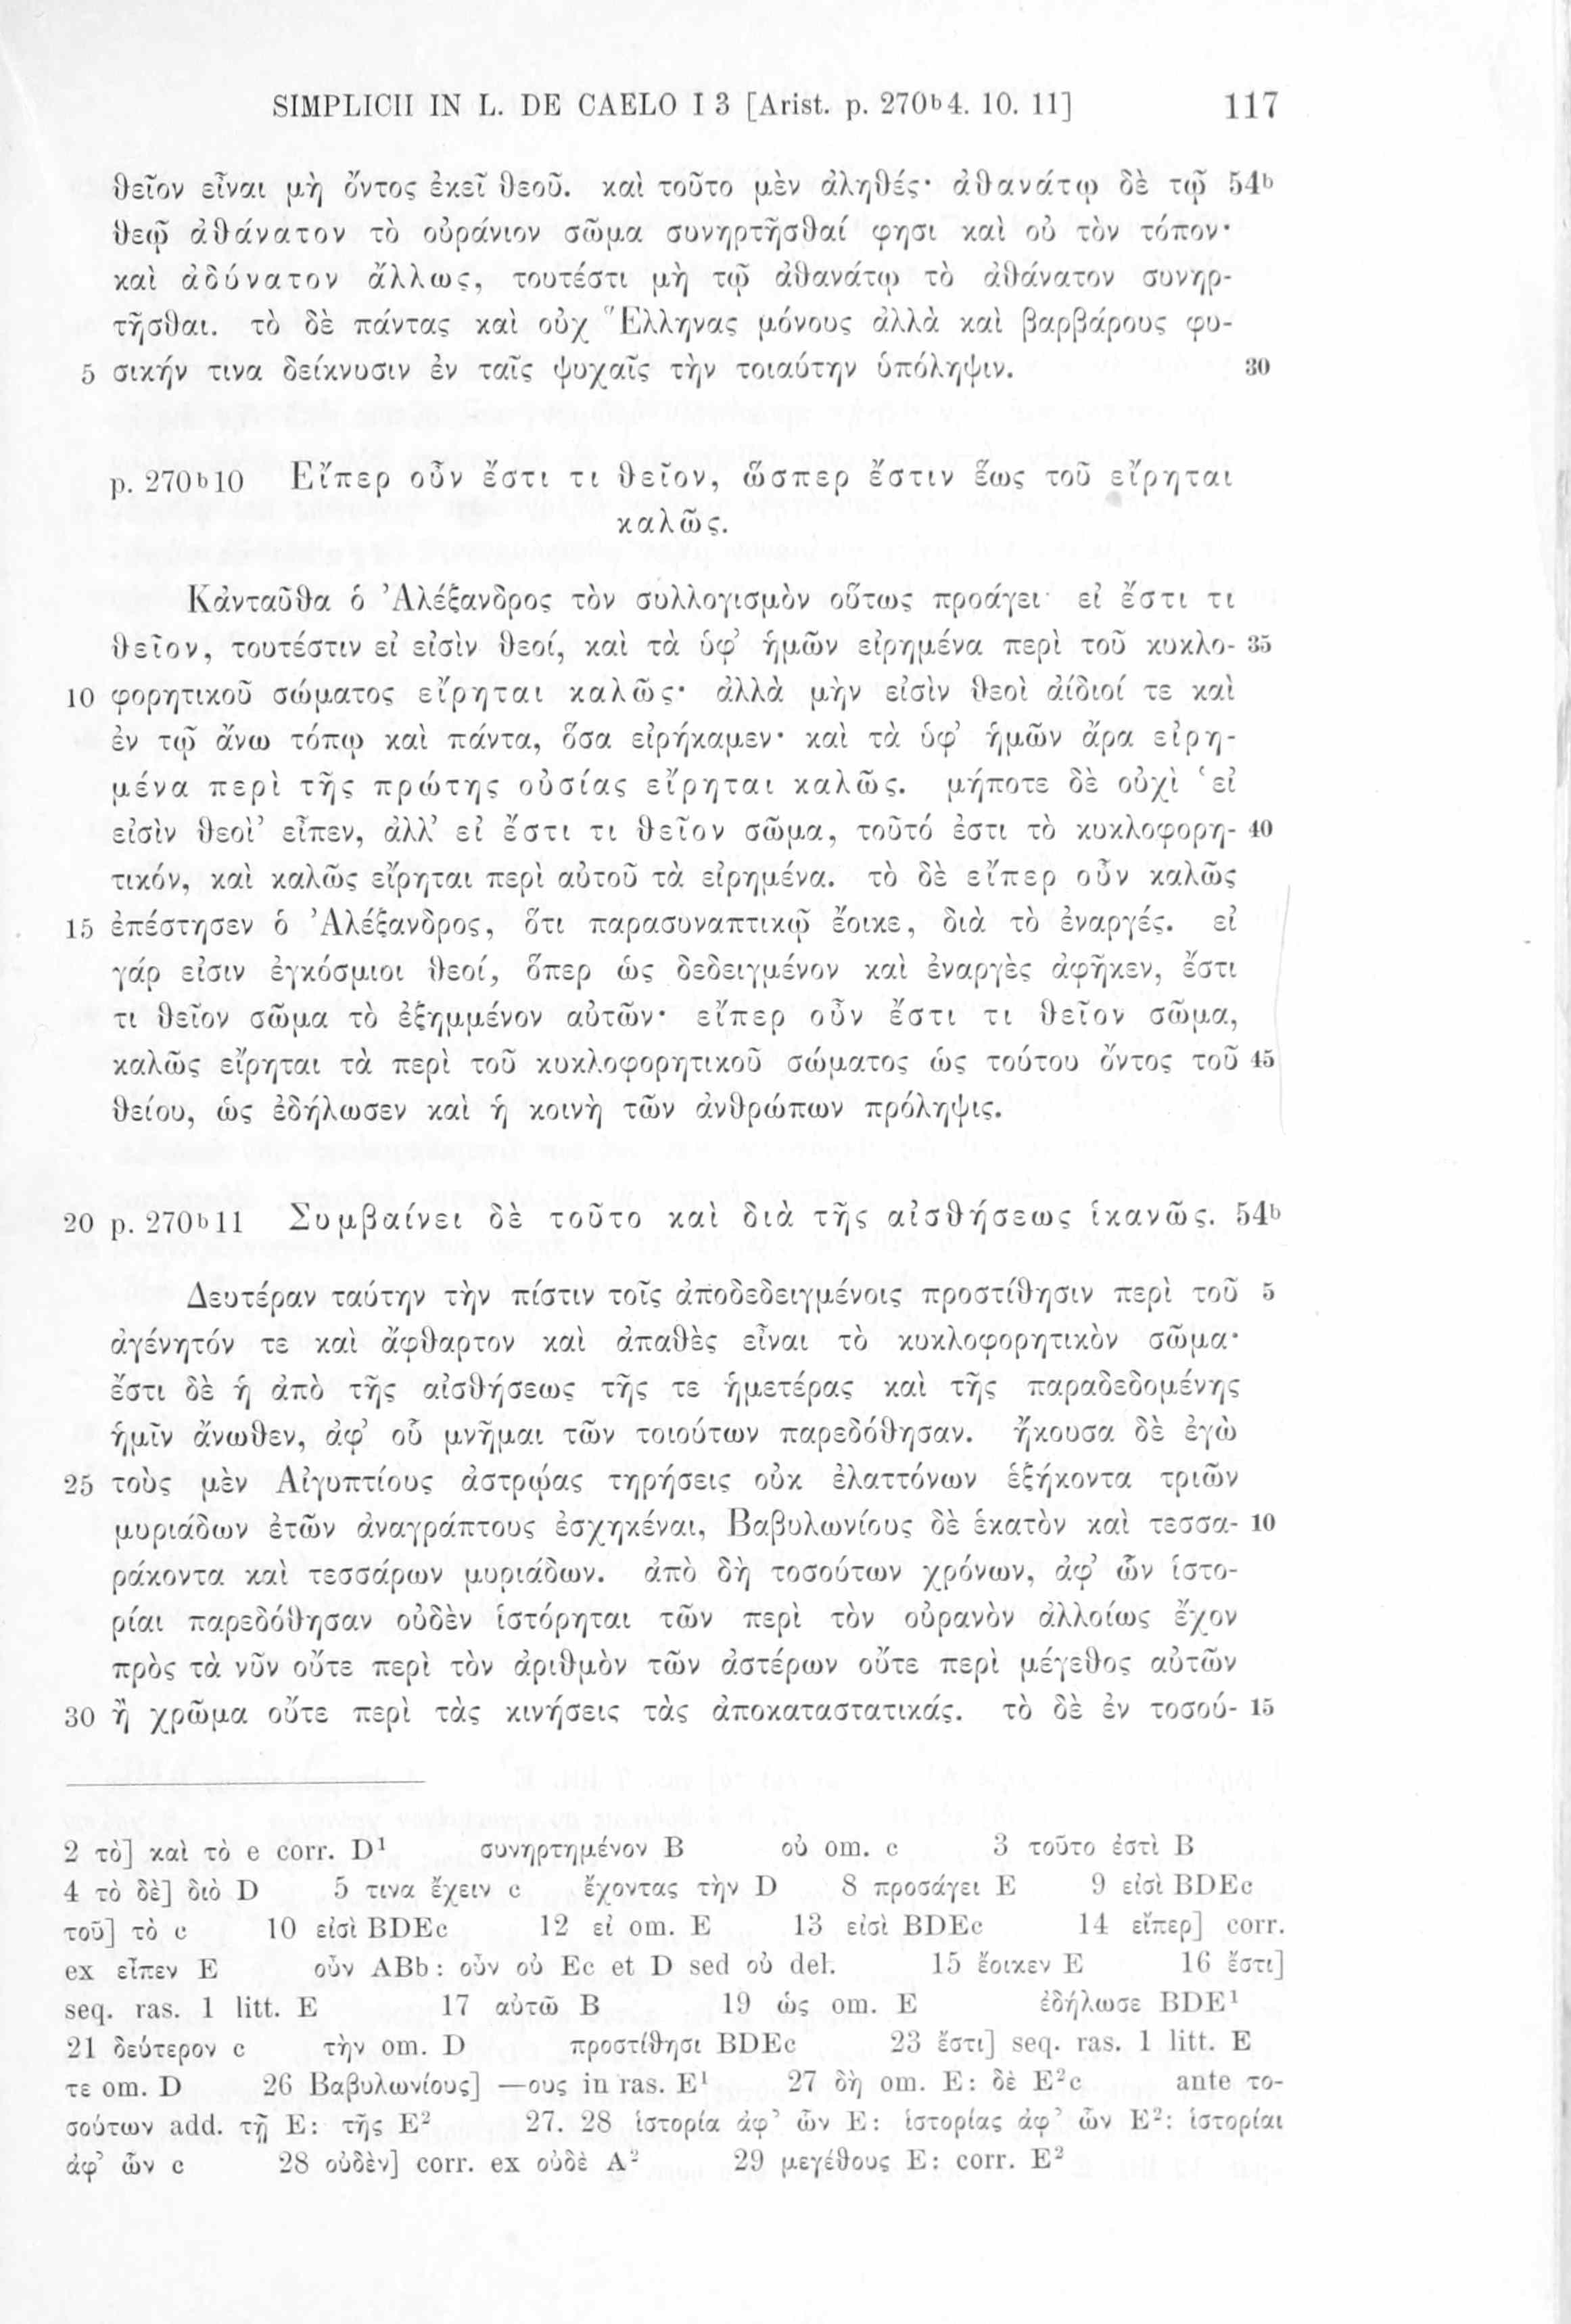 SIMPLICII IN L. DE CAELO I 3 [Arist. p. 270ᵇ4. 10. 11] 117
θεῖον εἶναι μὴ ὄντος ἐκεῖ θεοῦ. καὶ τοῦτο μὲν ἀληθές· ἀθανάτῳ δὲ τῷ 54ᵇ
θεῷ ἀθάνατον τὸ οὐράνιον σῶμα συνηρτῆσθαί φησι καὶ οὐ τὸν τόπον·
καὶ ἀδύνατον ἄλλως, τουτέστι μὴ τῷ ἀθανάτῳ τὸ ἀθάνατον συνηρ-
τῆσθαι. τὸ δὲ πάντας καὶ οὐχ Ἕλληνας μόνους ἀλλὰ καὶ βαρβάρους φυ-
5 σικήν τινα δείκνυσιν ἐν ταῖς ψυχαῖς τὴν τοιαύτην ὑπόληψιν. 30
p. 270ᵇ10 Εἴπερ οὖν ἔστι τι θεῖον, ὥσπερ ἔστιν ἕως τοῦ εἴρηται
καλῶς.
Κἀνταῦθα ὁ Ἀλέξανδρος τὸν συλλογισμὸν οὕτως προάγει· εἰ ἔστι τι
θεῖον, τουτέστιν εἰ εἰσὶν θεοί, καὶ τὰ ὑφ’ ἡμῶν εἰρημένα περὶ τοῦ κυκλο- 35
10 φορητικοῦ σώματος εἴρηται καλῶς· ἀλλὰ μὴν εἰσὶν θεοὶ ἀίδιοί τε καὶ
ἐν τῷ ἄνω τόπῳ καὶ πάντα, ὅσα εἰρήκαμεν· καὶ τὰ ὑφ’ ἡμῶν ἄρα εἰρη-
μένα περὶ τῆς πρώτης οὐσίας εἴρηται καλῶς. μήποτε δὲ οὐχὶ ‘εἰ
εἰσὶν θεοὶ’ εἶπεν, ἀλλ’ εἰ ἔστι τι θεῖον σῶμα, τοῦτό ἐστι τὸ κυκλοφορη- 40
τικόν, καὶ καλῶς εἴρηται περὶ αὐτοῦ τὰ εἰρημένα. τὸ δὲ εἴπερ οὖν καλῶς
15 ἐπέστησεν ὁ Ἀλέξανδρος, ὅτι παρασυναπτικῷ ἔοικε, διὰ τὸ ἐναργές. εἰ
γάρ εἰσιν ἐγκόσμιοι θεοί, ὅπερ ὡς δεδειγμένον καὶ ἐναργὲς ἀφῆκεν, ἔστι
τι θεῖον σῶμα τὸ ἐξημμένον αὐτῶν· εἴπερ οὖν ἔστι τι θεῖον σῶμα,
καλῶς εἴρηται τὰ περὶ τοῦ κυκλοφορητικοῦ σώματος ὡς τούτου ὄντος τοῦ 45
θείου, ὡς ἐδήλωσεν καὶ ἡ κοινὴ τῶν ἀνθρώπων πρόληψις.
20 p. 270ᵇ11 Συμβαίνει δὲ τοῦτο καὶ διὰ τῆς αἰσθήσεως ἱκανῶς. 54ᵇ
Δευτέραν ταύτην τὴν πίστιν τοῖς ἀποδεδειγμένοις προστίθησιν περὶ τοῦ 5
ἀγένητόν τε καὶ ἄφθαρτον καὶ ἀπαθὲς εἶναι τὸ κυκλοφορητικὸν σῶμα·
ἔστι δὲ ἡ ἀπὸ τῆς αἰσθήσεως τῆς τε ἡμετέρας καὶ τῆς παραδεδομένης
ἡμῖν ἄνωθεν, ἀφ’ οὗ μνῆμαι τῶν τοιούτων παρεδόθησαν. ἤκουσα δὲ ἐγὼ
25 τοὺς μὲν Αἰγυπτίους ἀστρῴας τηρήσεις οὐκ ἐλαττόνων ἑξήκοντα τριῶν
μυριάδων ἐτῶν ἀναγράπτους ἐσχηκέναι, Βαβυλωνίους δὲ ἑκατὸν καὶ τεσσα- 10
ράκοντα καὶ τεσσάρων μυριάδων. ἀπὸ δὴ τοσούτων χρόνων, ἀφ’ ὧν ἱστο-
ρίαι παρεδόθησαν οὐδὲν ἱστόρηται τῶν περὶ τὸν οὐρανὸν ἀλλοίως ἔχον
πρὸς τὰ νῦν οὔτε περὶ τὸν ἀριθμὸν τῶν ἀστέρων οὔτε περὶ μέγεθος αὐτῶν
30 ἢ χρῶμα οὔτε περὶ τὰς κινήσεις τὰς ἀποκαταστατικάς. τὸ δὲ ἐν τοσού- 15
2 τὸ] καὶ τὸ e corr. D¹ συνηρτημένον B οὐ om. c 3 τοῦτο ἐστὶ B
4 τὸ δὲ] διὸ D 5 τινα ἔχειν c ἔχοντας τὴν D 8 προσάγει E 9 εἰσὶ BDEc
τοῦ] τὸ c 10 εἰσὶ BDEc 12 εἰ om. E 13 εἰσὶ BDEc 14 εἴπερ] corr.
ex εἶπεν E οὖν ABb: οὖν οὐ Ec et D sed οὐ del. 15 ἔοικεν E 16 ἔστι]
seq. ras. 1 litt. E 17 αὐτῶ B 19 ὡς om. E ἐδήλωσε BDE¹
21 δεύτερον c τὴν om. D προστίθησι BDEc 23 ἔστι] seq. ras. 1 litt. E
τε om. D 26 Βαβυλωνίους] —ους in ras. E¹ 27 δὴ om. E: δὲ E²c ante το-
σούτων add. τῇ E: τῆς E² 27. 28 ἱστορία ἀφ’ ὧν E: ἱστορίας ἀφ’ ὧν E²: ἱστορίαι
ἀφ’ ὧν c 28 οὐδὲν] corr. ex οὐδὲ A² 29 μεγέθους E: corr. E²